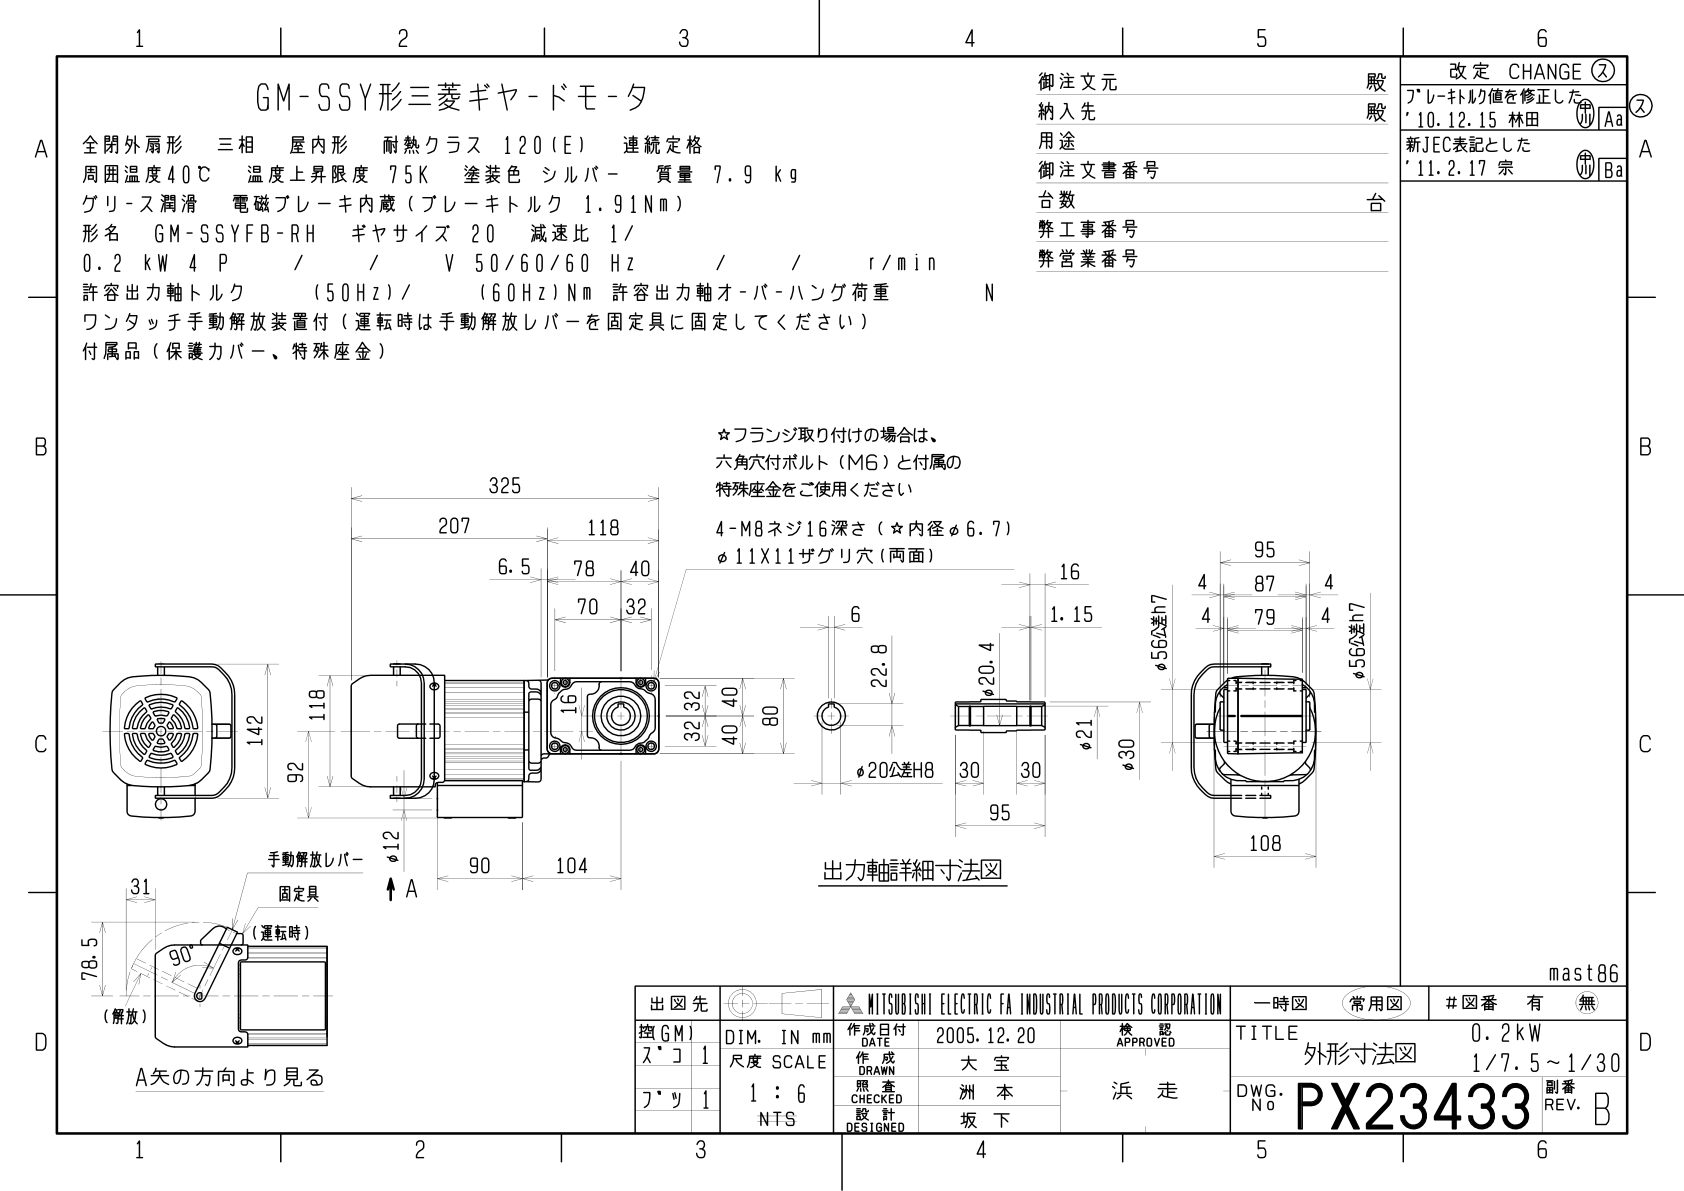 1 2 3 4 5 6
GM-SSY形三菱ギヤ-ドモ-タ
全閉外扇形 三相 屋内形 耐熱クラス 120(E) 連続定格
周囲温度40℃ 温度上昇限度 75K 塗装色 シルバー 質量 7.9 kg
グリ-ス潤滑 電磁ブレーキ内蔵(ブレーキトルク 1.91Nm)
形名 GM-SSYFB-RH ギヤサイズ 20 減速比 1/
0.2 kW 4 P / / V 50/60/60 Hz / / r/min
許容出力軸トルク (50Hz)/ (60Hz)Nm 許容出力軸オ-バ-ハング荷重 N
ワンタッチ手動解放装置付(運転時は手動解放レバーを固定具に固定してください)
付属品(保護カバー、特殊座金)
御注文元 殿
納入先 殿
用途
御注文書番号
台数 台
弊工事番号
弊営業番号
改定 CHANGE ス
ブレーキトルク値を修正した
'10.12.15 林田 中川 Aa ス
新JEC表記とした
'11.2.17 宗 中川 Ba
A
A
B
B
C
C
D
D
☆フランジ取り付けの場合は、
六角穴付ボルト(M6)と付属の
特殊座金をご使用ください
4-M8ネジ16深さ(☆内径φ6.7)
φ11X11ザグリ穴(両面)
325
207 118
6.5 78 40
70 32
142
118
92
16
32
32
40
40
80
φ12
90 104
A
6
22.8
φ20公差H8
16
1.15
φ20.4
φ21
φ30
30 30
95
出力軸詳細寸法図
95
4 87 4
4 79 4
φ56公差h7
φ56公差h7
108
手動解放レバー
固定具
(運転時)
31
78.5
90°
(解放)
A矢の方向より見る
mast86
出図先
控(GM)
スコ 1
ブツ 1
DIM. IN mm
尺度 SCALE
1 : 6
NTS
MITSUBISHI ELECTRIC FA INDUSTRIAL PRODUCTS CORPORATION
作成日付 DATE 2005.12.20
作成 DRAWN 大宝
照査 CHECKED 洲本
設計 DESIGNED 坂下
検認 APPROVED
浜走
一時図 常用図 #図番 有 無
TITLE 外形寸法図
0.2kW
1/7.5~1/30
DWG. No PX23433
副番 REV. B
1 2 3 4 5 6